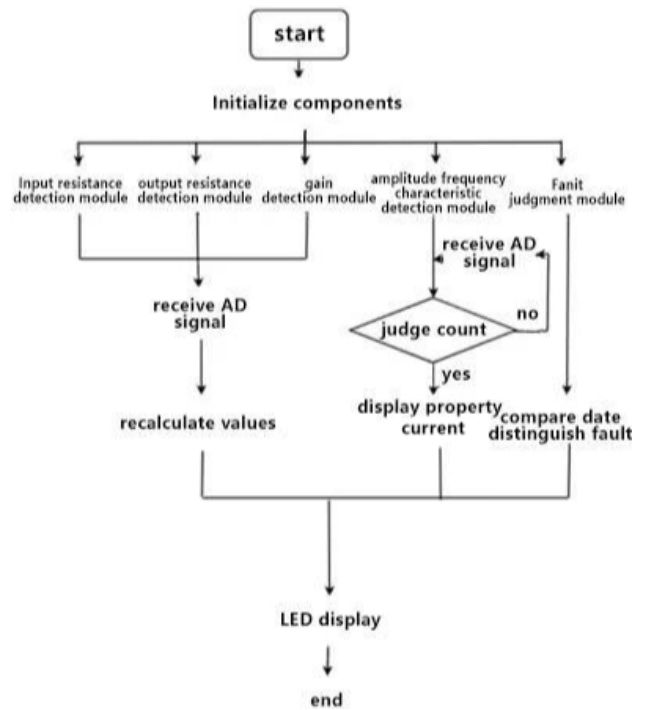 start
Initialize components
Input resistance
detection module
output resistance
detection module
gain
detection module
amplitude frequency
characteristic
detection module
Fanit
judgment module
receive AD
signal
receive AD
signal
judge count
no
yes
recalculate values
display property
current
compare date
distinguish fault
LED display
end